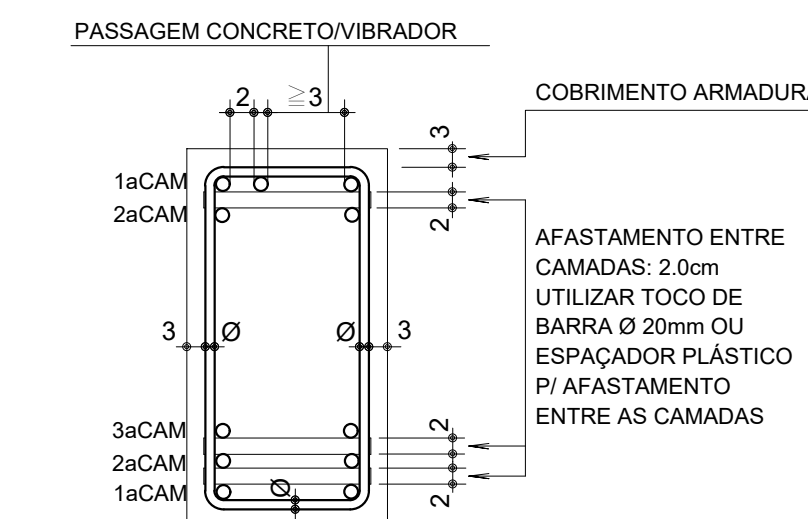 PASSAGEM CONCRETO/VIBRADOR
2 ≧3
COBRIMENTO ARMADURA
3
1aCAM
2aCAM
2
AFASTAMENTO ENTRE
CAMADAS: 2.0cm
UTILIZAR TOCO DE
BARRA Ø 20mm OU
ESPAÇADOR PLÁSTICO
P/ AFASTAMENTO
ENTRE AS CAMADAS
3 Ø Ø 3
3aCAM
2
2aCAM
1aCAM
Ø
2